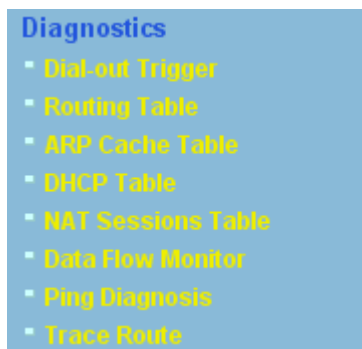 Diagnostics
Dial-out Trigger
Routing Table
ARP Cache Table
DHCP Table
NAT Sessions Table
Data Flow Monitor
Ping Diagnosis
Trace Route